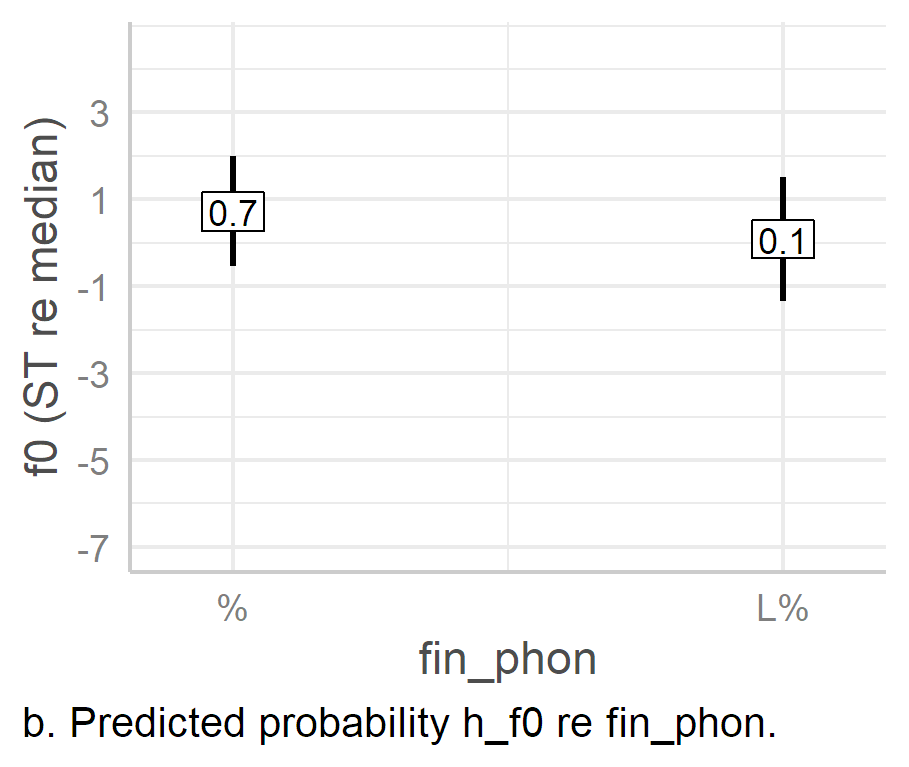 f0 (ST re median)
3
1
-1
-3
-5
-7
0.7
0.1
%
L%
fin_phon
b. Predicted probability h_f0 re fin_phon.